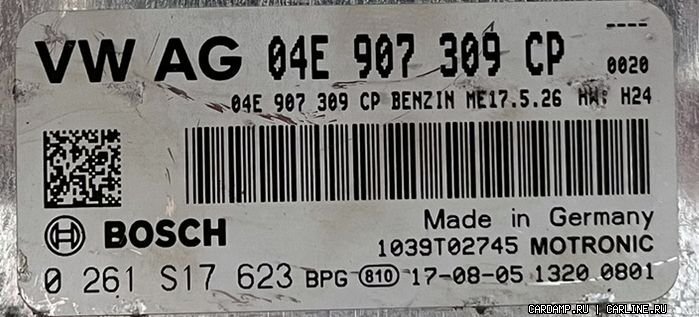 ----
VW AG 04E 907 309 CP 0020
04E 907 309 CP BENZIN ME17.5.26 HW: H24
BOSCH
Made in Germany
1039T02745 MOTRONIC
0 261 S17 623 BPG 810 17-08-05 1320 0801
CARDAMP.RU | CARLINE.RU